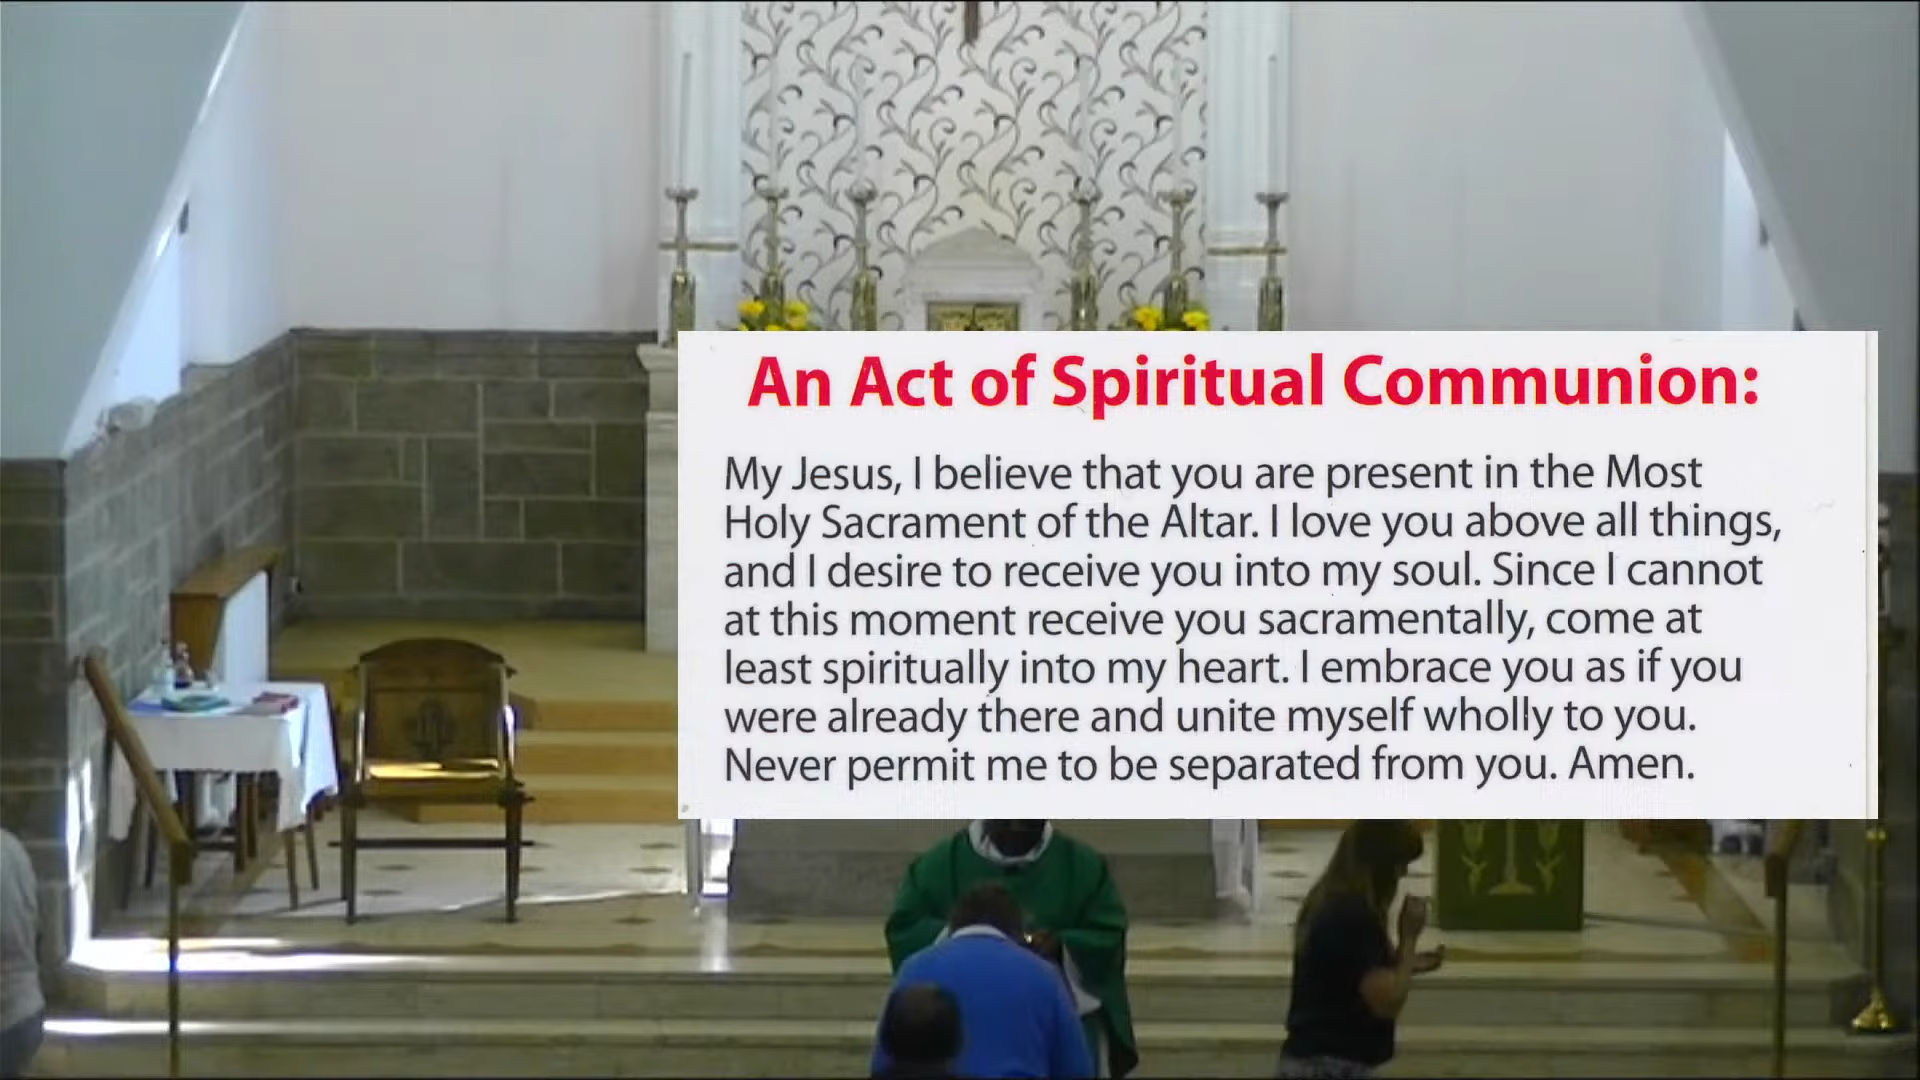 An Act of Spiritual Communion:
My Jesus, I believe that you are present in the Most
Holy Sacrament of the Altar. I love you above all things,
and I desire to receive you into my soul. Since I cannot
at this moment receive you sacramentally, come at
least spiritually into my heart. I embrace you as if you
were already there and unite myself wholly to you.
Never permit me to be separated from you. Amen.